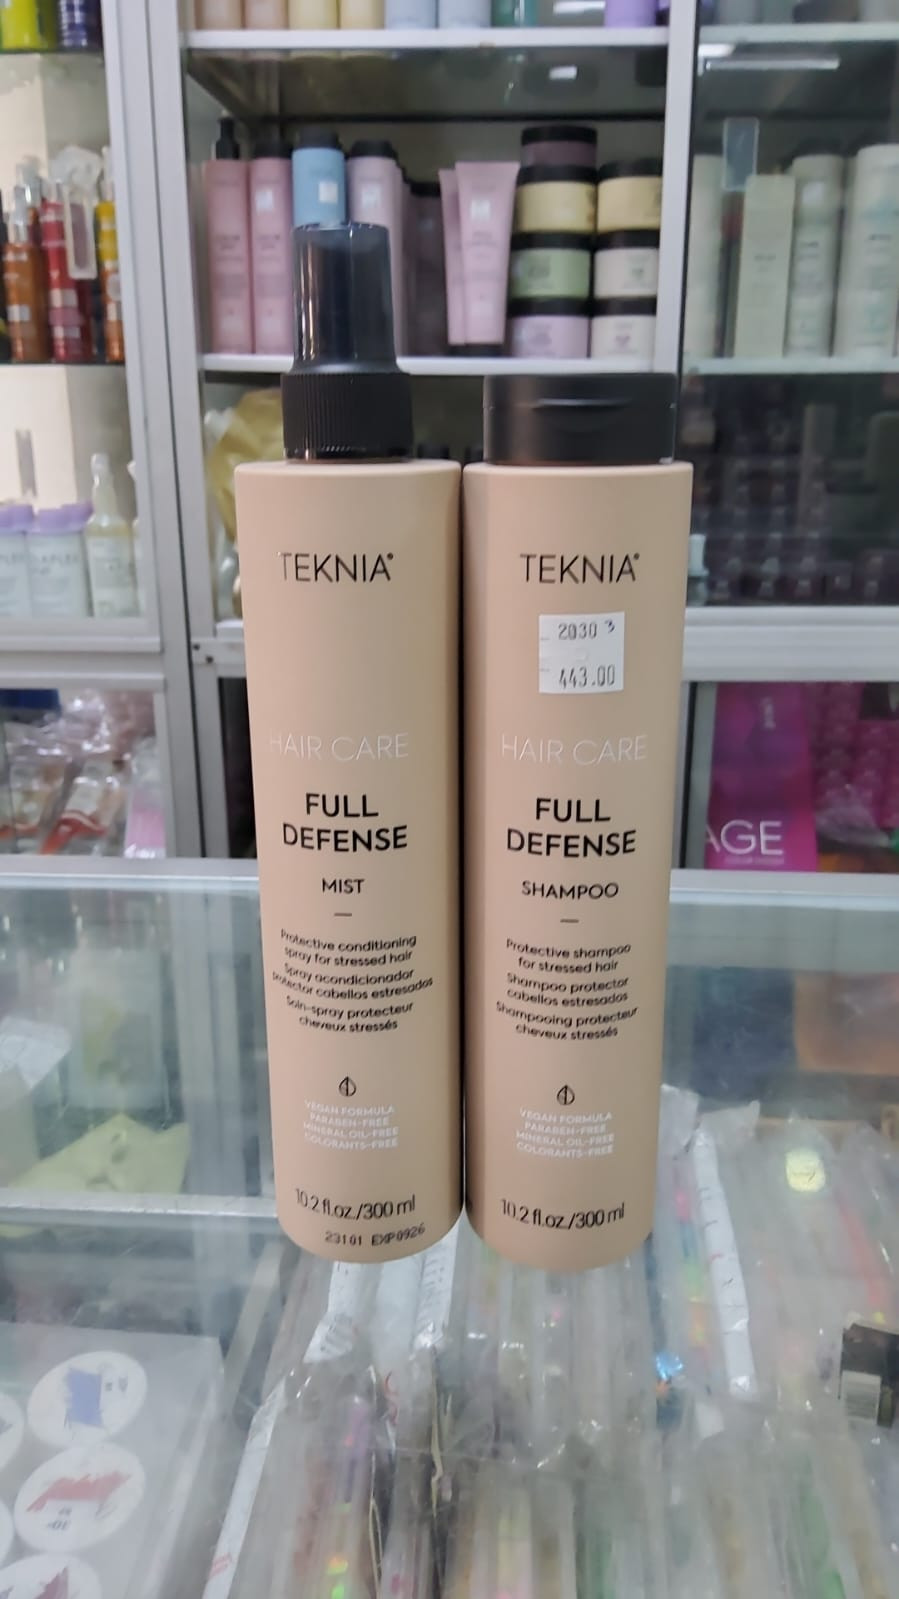 TEKNIA®
HAIR CARE
FULL
DEFENSE
MIST
Protective conditioning
spray for stressed hair
Spray acondicionador
protector cabellos estresados
Soin-spray protecteur
cheveux stressés
VEGAN FORMULA
PARABEN-FREE
MINERAL OIL-FREE
COLORANTS-FREE
10.2 fl.oz./300 ml
23101 EXP0926
TEKNIA®
2030 3
443.00
HAIR CARE
FULL
DEFENSE
SHAMPOO
Protective shampoo
for stressed hair
Shampoo protector
cabellos estresados
Shampooing protecteur
cheveux stressés
VEGAN FORMULA
PARABEN-FREE
MINERAL OIL-FREE
COLORANTS-FREE
10.2 fl.oz./300 ml
AGE